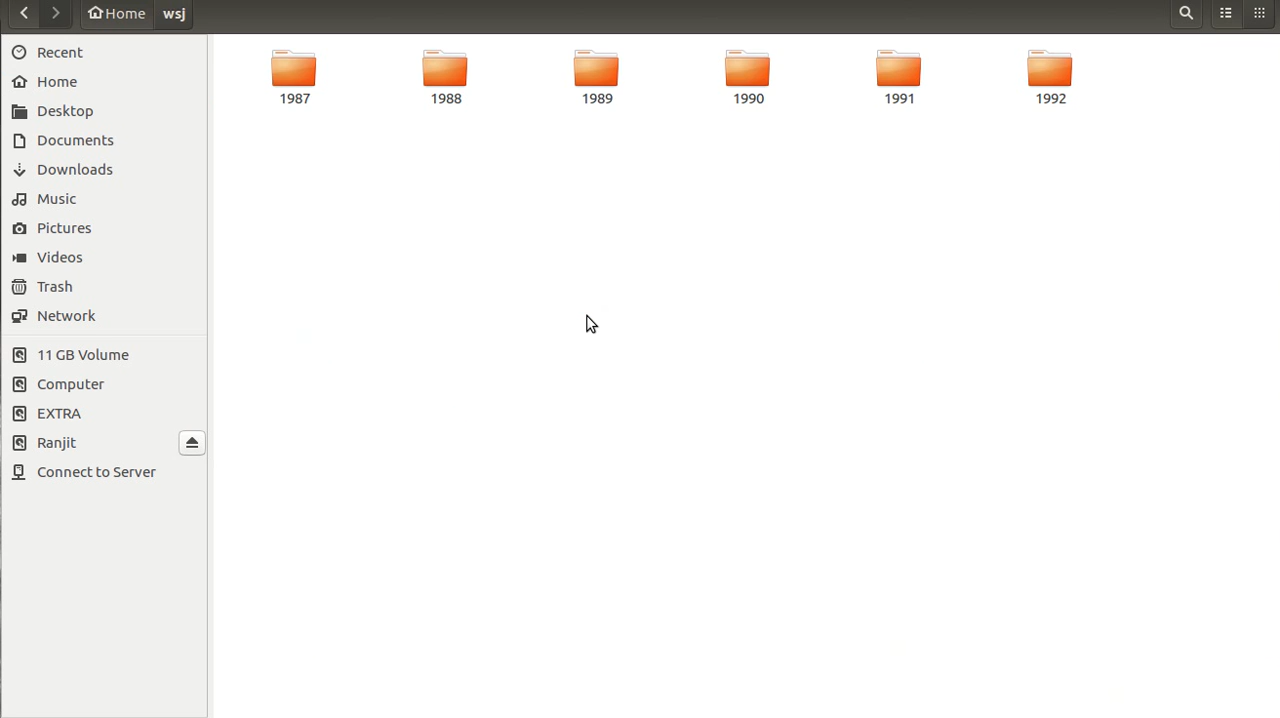 Home wsj
Recent
Home
Desktop
Documents
Downloads
Music
Pictures
Videos
Trash
Network
11 GB Volume
Computer
EXTRA
Ranjit
Connect to Server
1987 1988 1989 1990 1991 1992